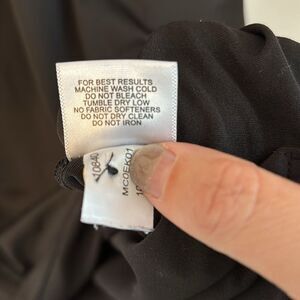 FOR BEST RESULTS
MACHINE WASH COLD
DO NOT BLEACH
TUMBLE DRY LOW
NO FABRIC SOFTENERS
DO NOT DRY CLEAN
DO NOT IRON
MC0EK01